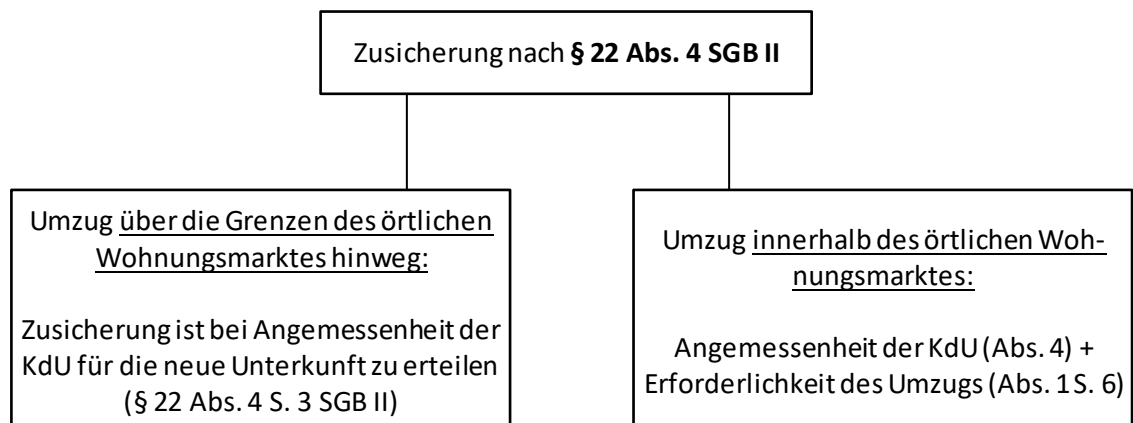 Zusicherung nach § 22 Abs. 4 SGB II
Umzug über die Grenzen des örtlichen
Wohnungsmarktes hinweg:
Zusicherung ist bei Angemessenheit der
KdU für die neue Unterkunft zu erteilen
(§ 22 Abs. 4 S. 3 SGB II)
Umzug innerhalb des örtlichen Woh-
nungsmarktes:
Angemessenheit der KdU (Abs. 4) +
Erforderlichkeit des Umzugs (Abs. 1 S. 6)